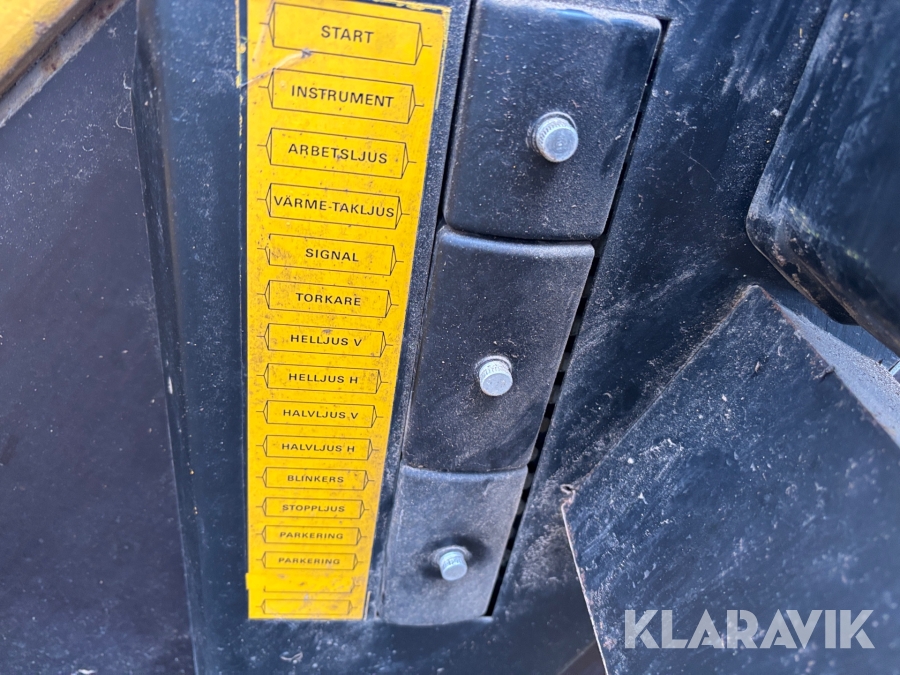 START
INSTRUMENT
ARBETSLJUS
VÄRME-TAKLJUS
SIGNAL
TORKARE
HELLJUS V
HELLJUS H
HALVLJUS V
HALVLJUS H
BLINKERS
STOPPLJUS
PARKERING
PARKERING
KLARAVIK